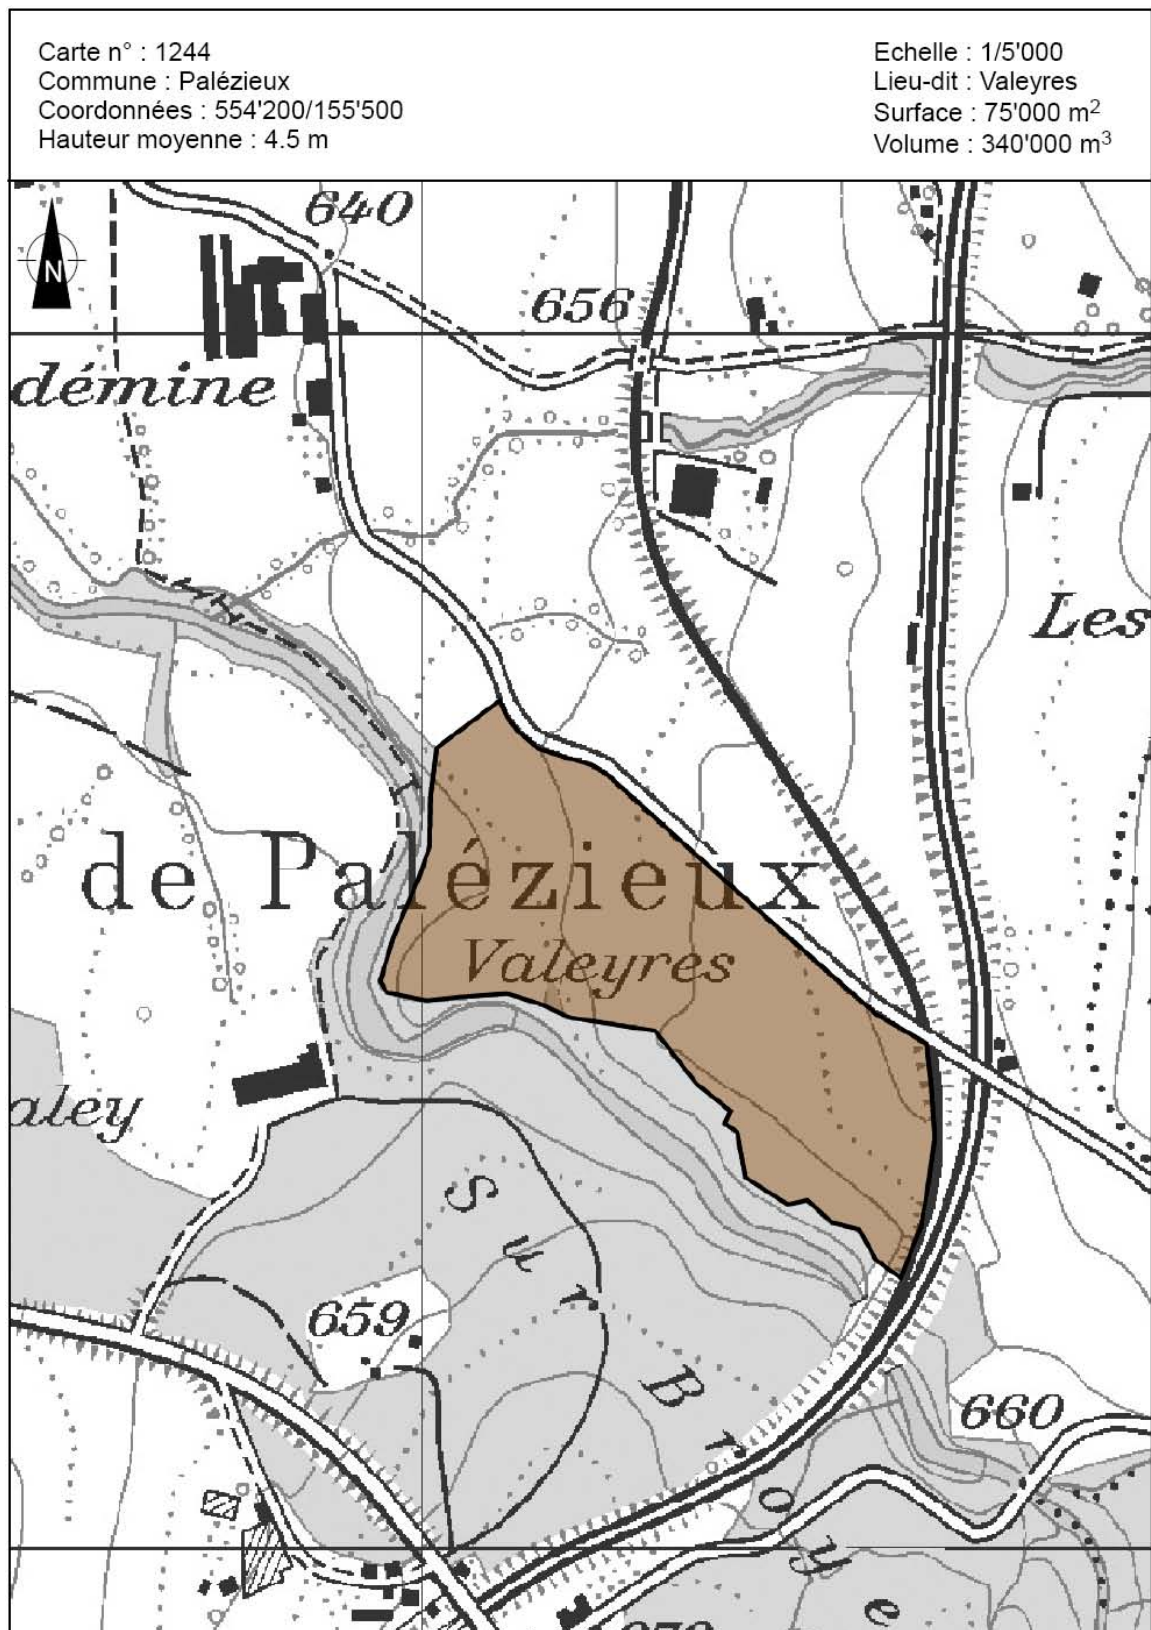 Carte n° : 1244
Commune : Palézieux
Coordonnées : 554'200/155'500
Hauteur moyenne : 4.5 m
Echelle : 1/5'000
Lieu-dit : Valeyres
Surface : 75'000 m²
Volume : 340'000 m³
640
N
656
démine
Les
de Palézieux
Valeyres
aley
Sur Broye
659
660